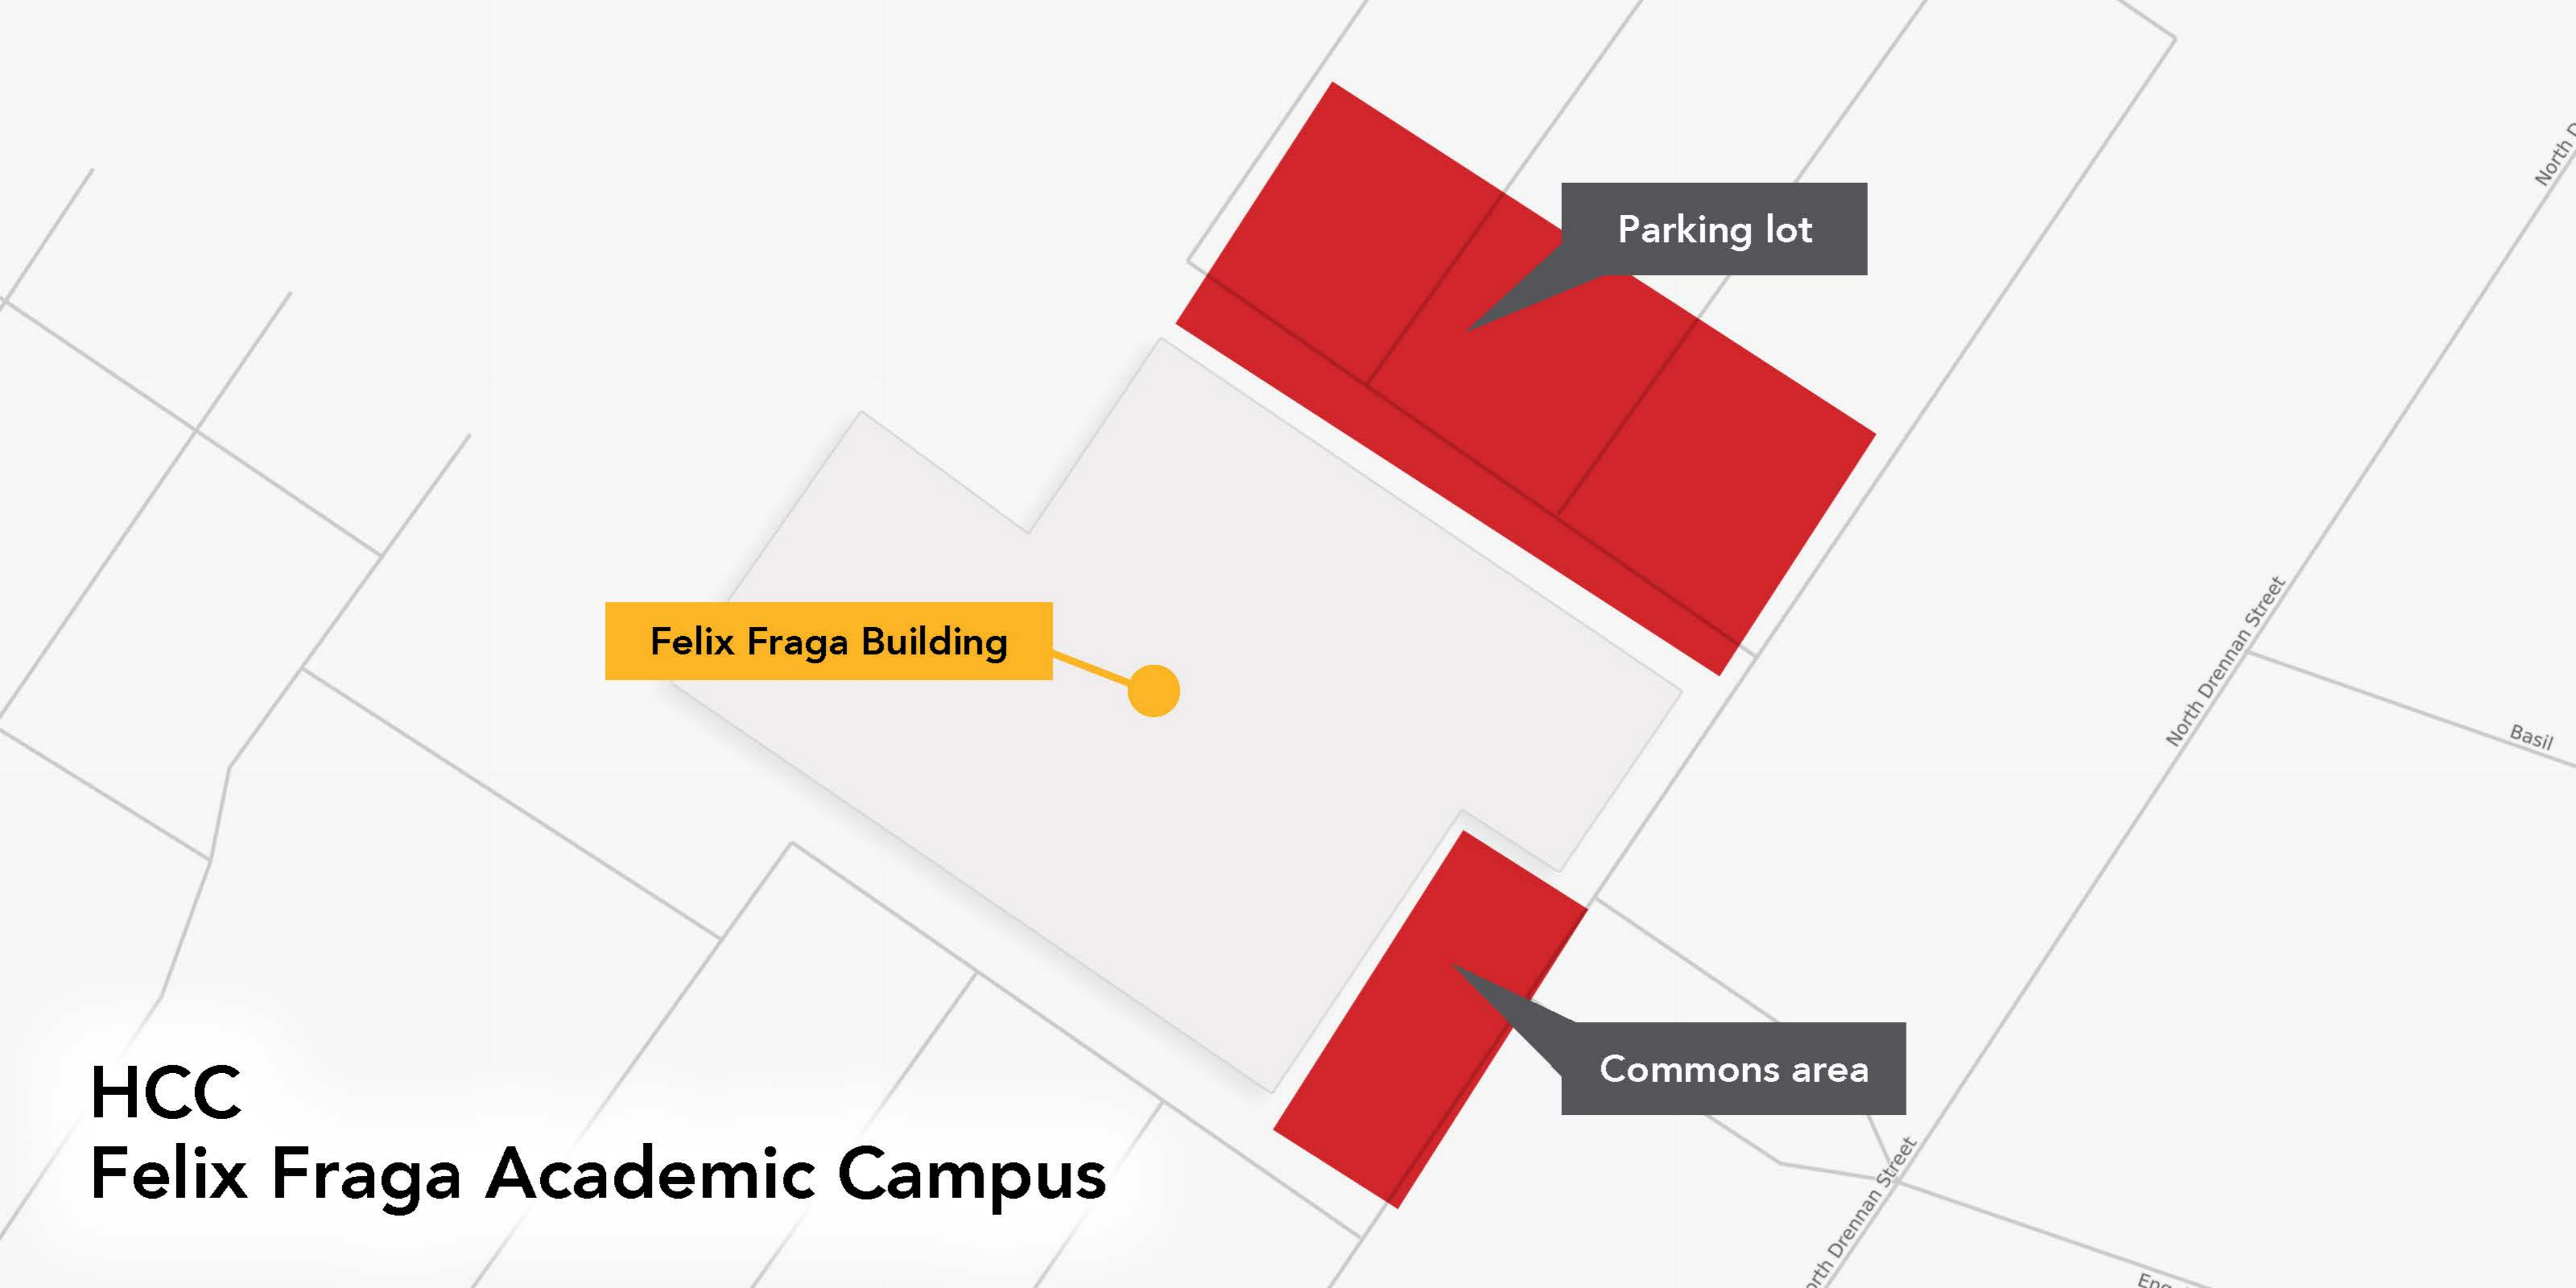 North
Parking lot
North Drennan Street
Felix Fraga Building
Basil
Commons area
HCC
Felix Fraga Academic Campus
Drennan Street